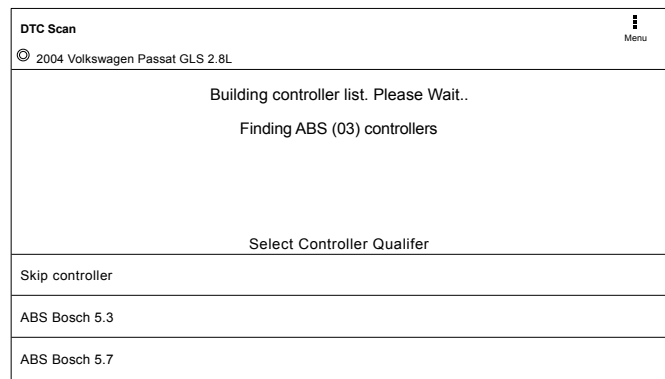 DTC Scan
Menu
2004 Volkswagen Passat GLS 2.8L
Building controller list. Please Wait..
Finding ABS (03) controllers
Select Controller Qualifer
Skip controller
ABS Bosch 5.3
ABS Bosch 5.7